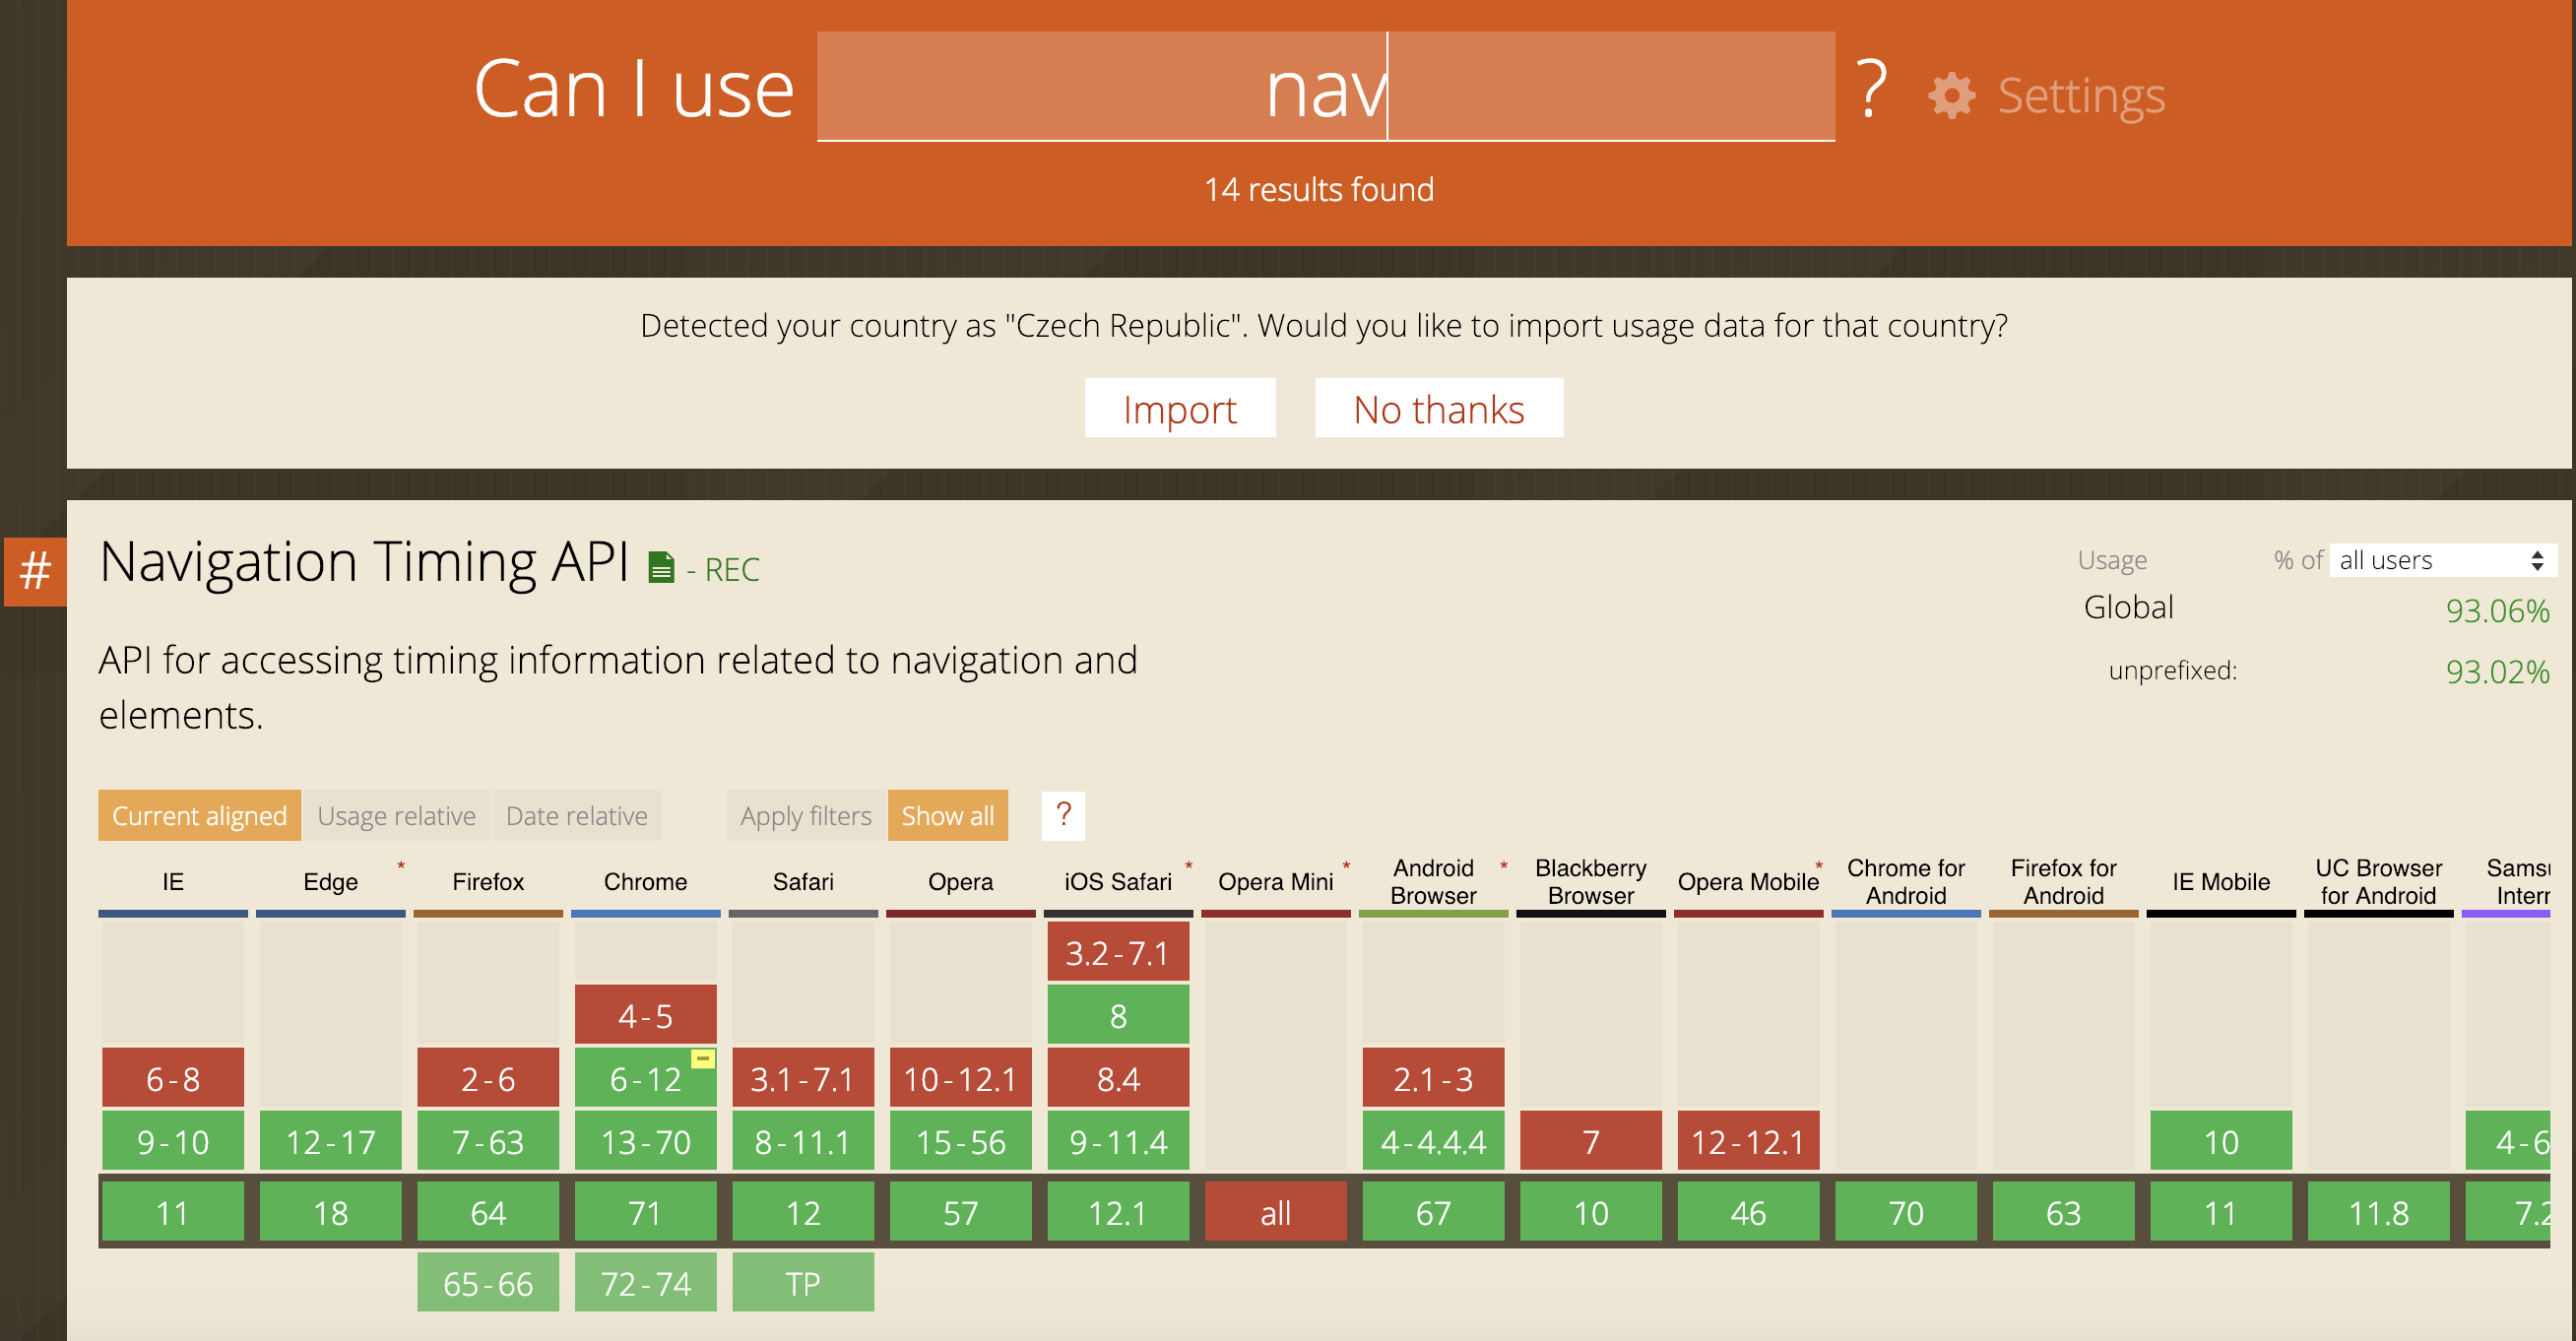 Can I use nav ? Settings
14 results found
Detected your country as "Czech Republic". Would you like to import usage data for that country?
Import No thanks
# Navigation Timing API - REC
Usage % of all users
Global 93.06%
unprefixed: 93.02%
API for accessing timing information related to navigation and
elements.
Current aligned Usage relative Date relative Apply filters Show all ?
IE Edge * Firefox Chrome Safari Opera iOS Safari * Opera Mini * Android Browser * Blackberry Browser Opera Mobile * Chrome for Android Firefox for Android IE Mobile UC Browser for Android
3.2-7.1
4-5 8
6-8 2-6 6-12 3.1-7.1 10-12.1 8.4 2.1-3
9-10 12-17 7-63 13-70 8-11.1 15-56 9-11.4 4-4.4.4 7 12-12.1 10 4-6
11 18 64 71 12 57 12.1 all 67 10 46 70 63 11 11.8 7.2
65-66 72-74 TP